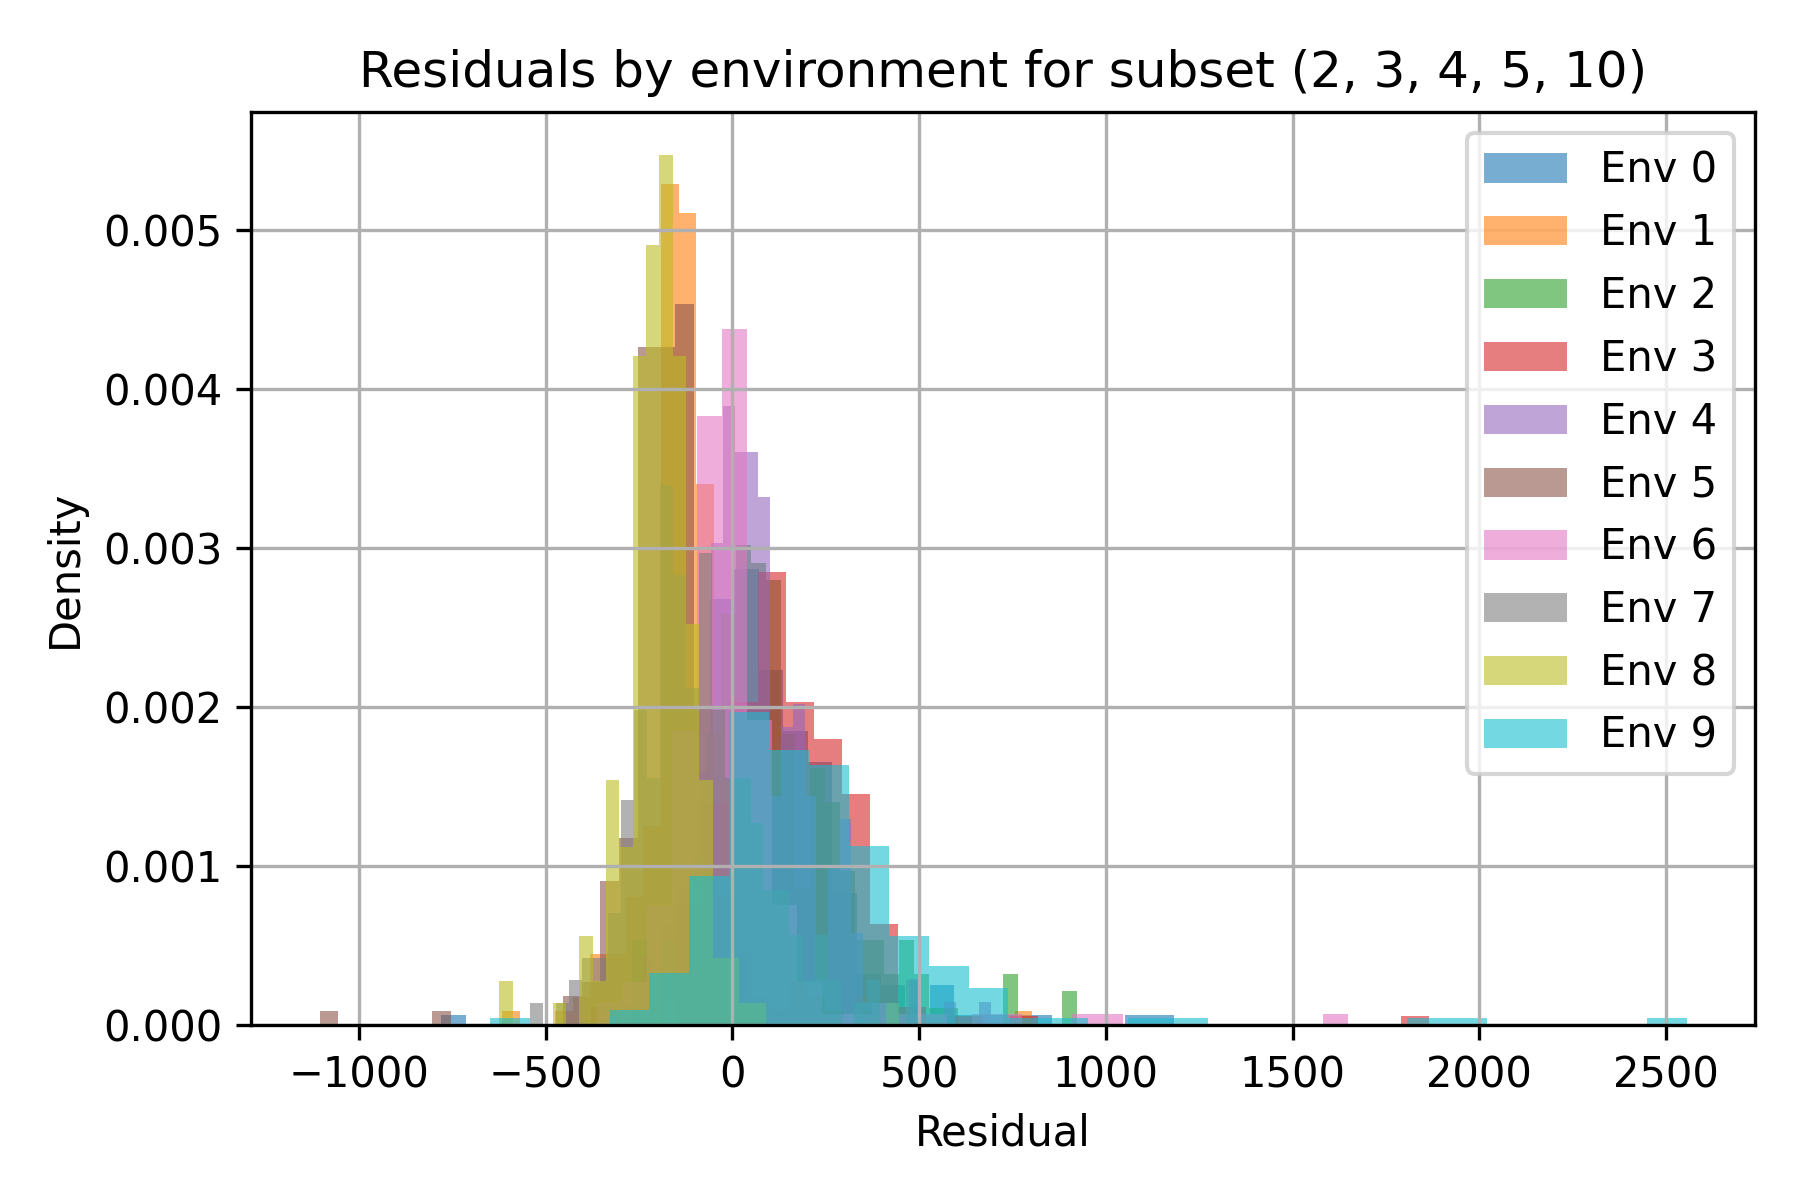 Residuals by environment for subset (2, 3, 4, 5, 10)
Env 0
Env 1
Env 2
Env 3
Env 4
Env 5
Env 6
Env 7
Env 8
Env 9
Density
0.005
0.004
0.003
0.002
0.001
0.000
−1000 −500 0 500 1000 1500 2000 2500
Residual